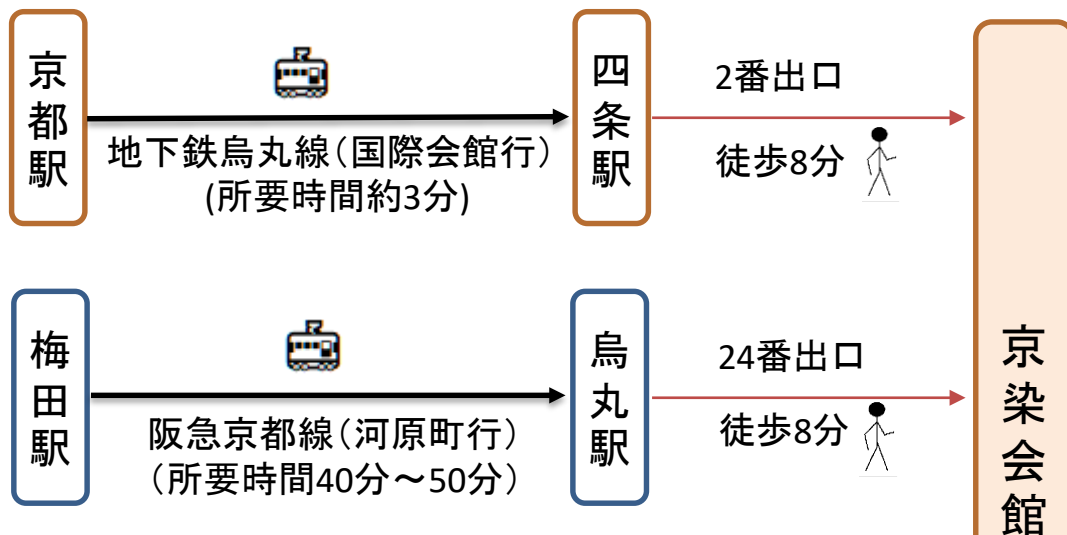 京都駅
地下鉄烏丸線（国際会館行）
(所要時間約3分)
四条駅
2番出口
徒歩8分
梅田駅
阪急京都線（河原町行）
（所要時間40分～50分）
烏丸駅
24番出口
徒歩8分
京染会館